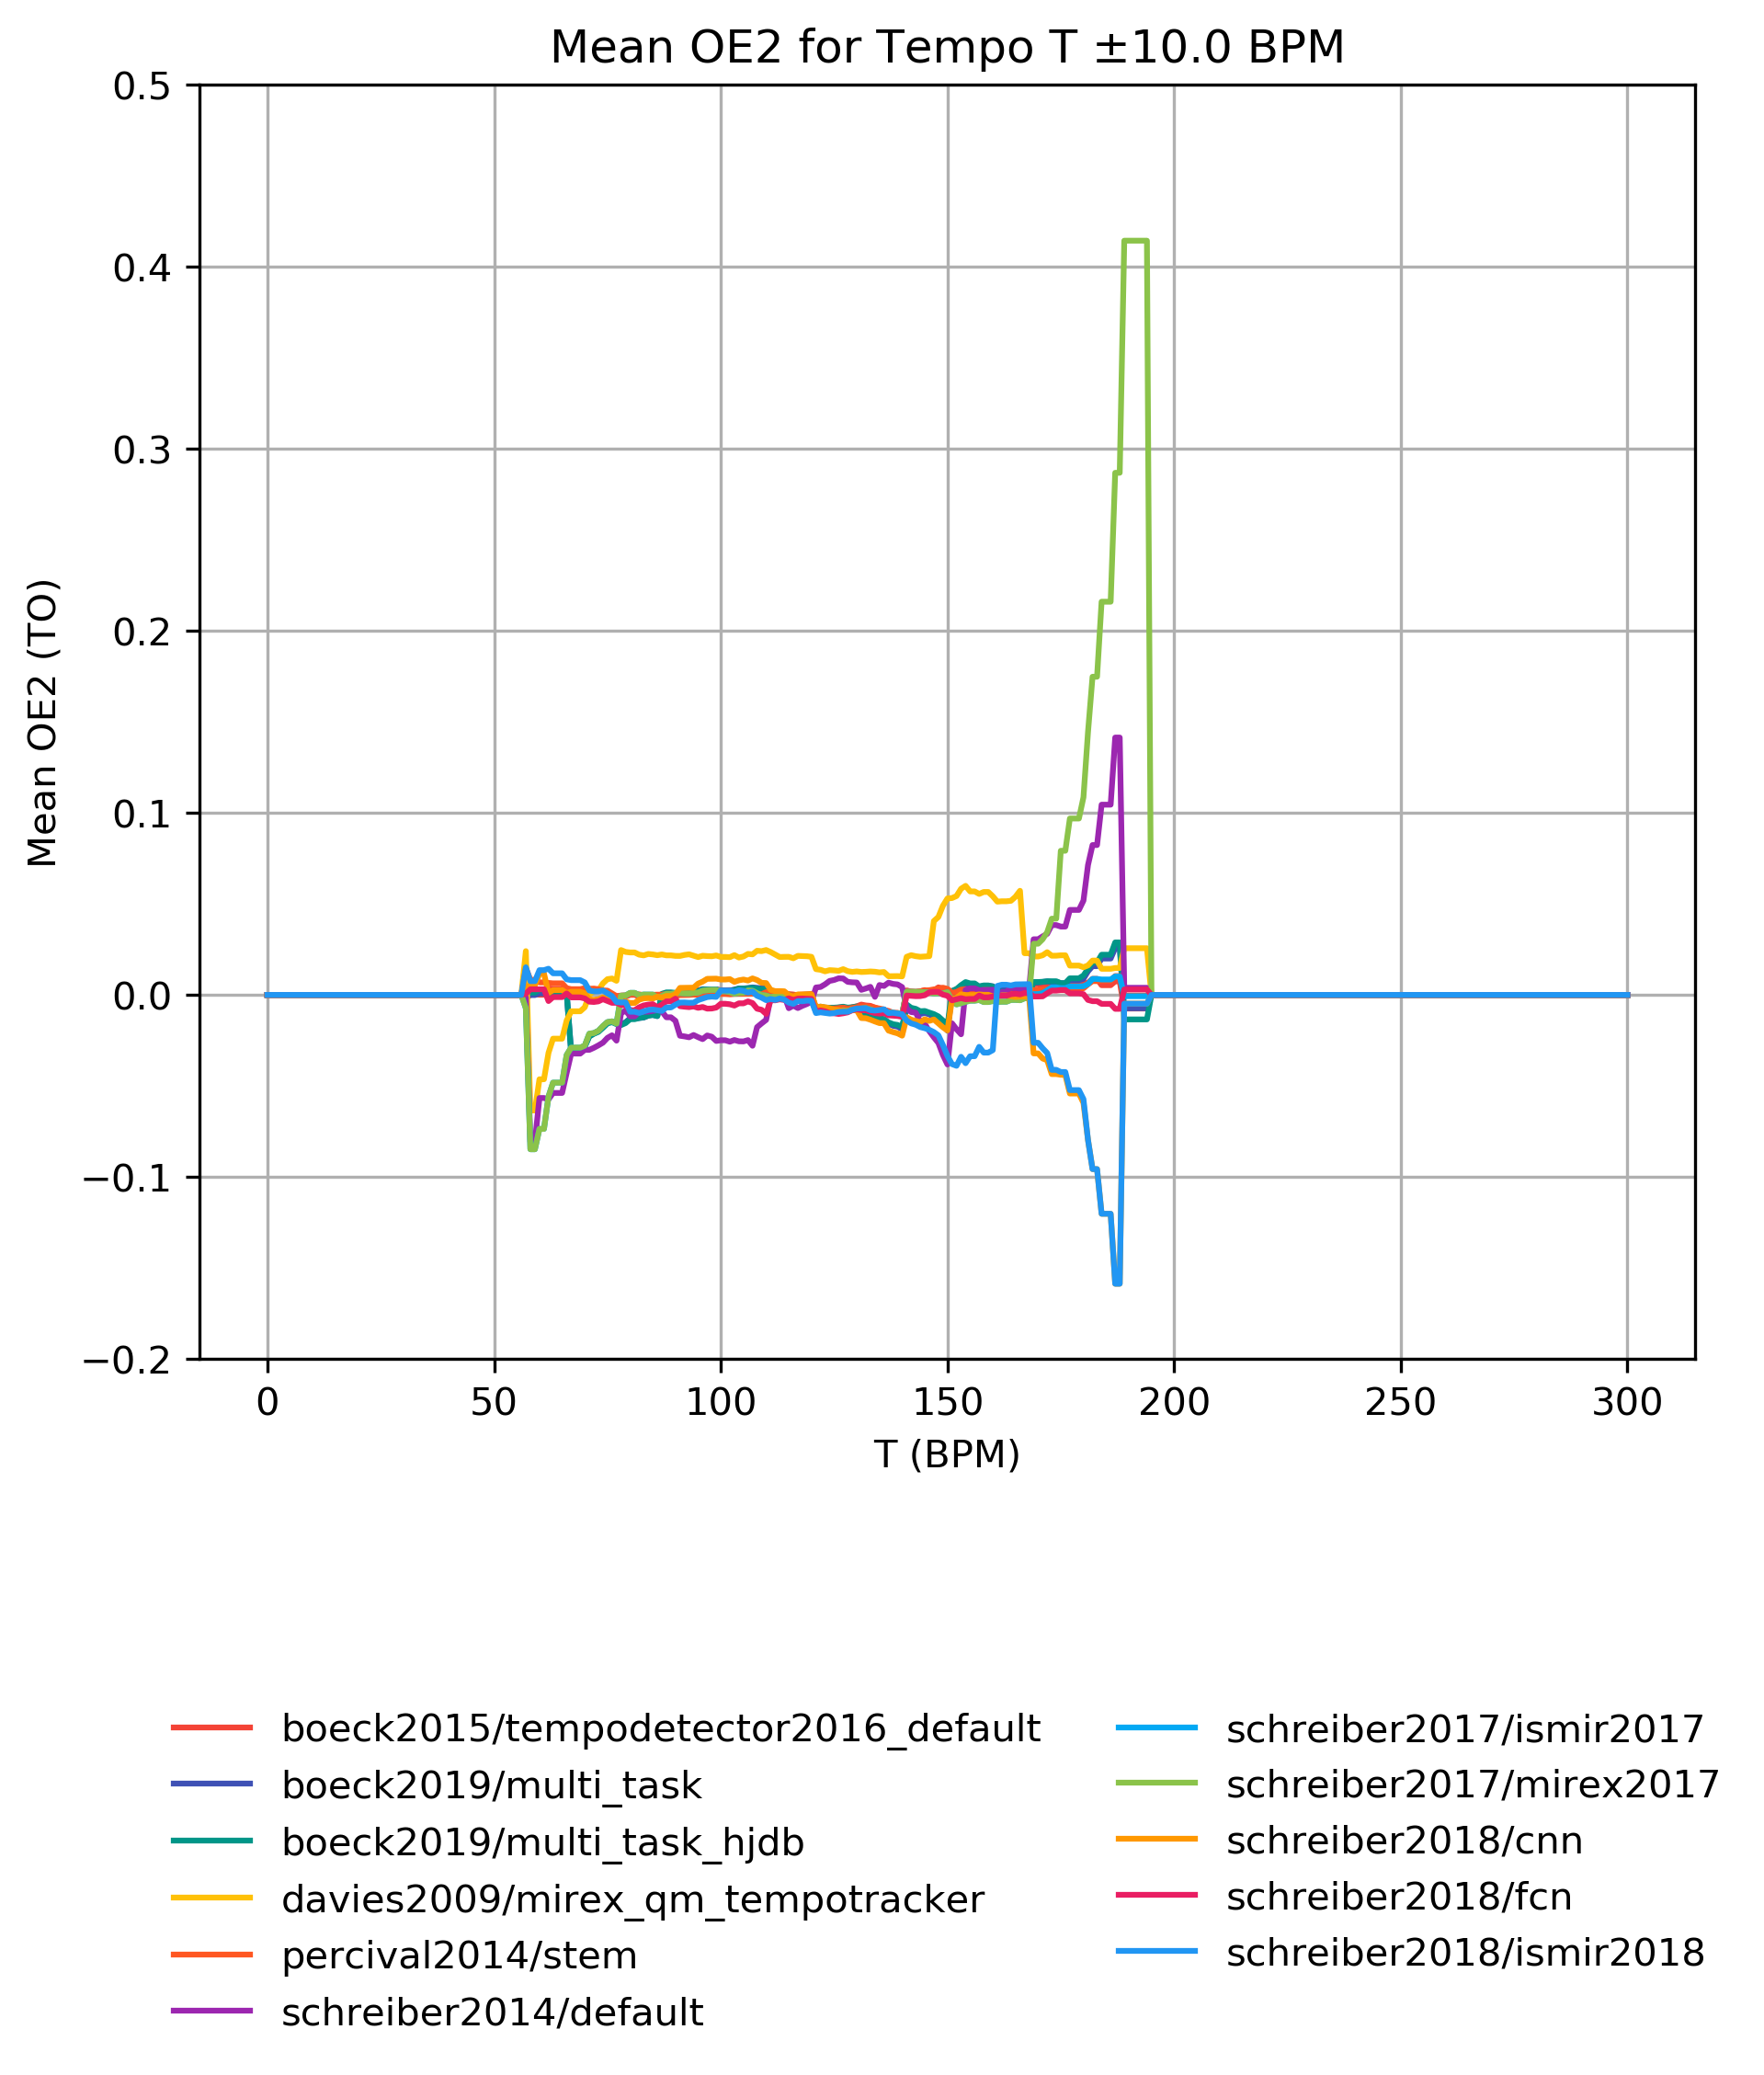 Mean OE2 for Tempo T ±10.0 BPM
0.5
0.4
0.3
0.2
0.1
0.0
−0.1
−0.2
Mean OE2 (TO)
0 50 100 150 200 250 300
T (BPM)
boeck2015/tempodetector2016_default
boeck2019/multi_task
boeck2019/multi_task_hjdb
davies2009/mirex_qm_tempotracker
percival2014/stem
schreiber2014/default
schreiber2017/ismir2017
schreiber2017/mirex2017
schreiber2018/cnn
schreiber2018/fcn
schreiber2018/ismir2018